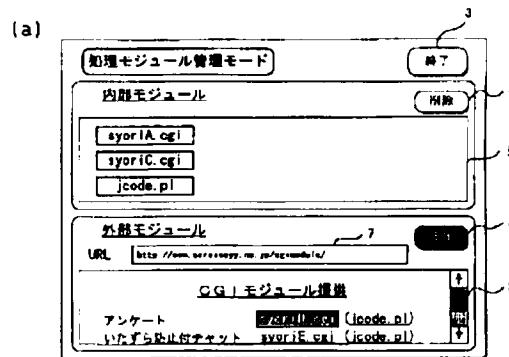 (a)
3
処理モジュール管理モード 終了
内部モジュール 削除
syoriA.cgi
syoriC.cgi
jcode.pl
外部モジュール
7
URL
CGIモジュール提供
アンケート (jcode.pl)
いたずら防止付チャット syoriE.cgi (jcode.pl)